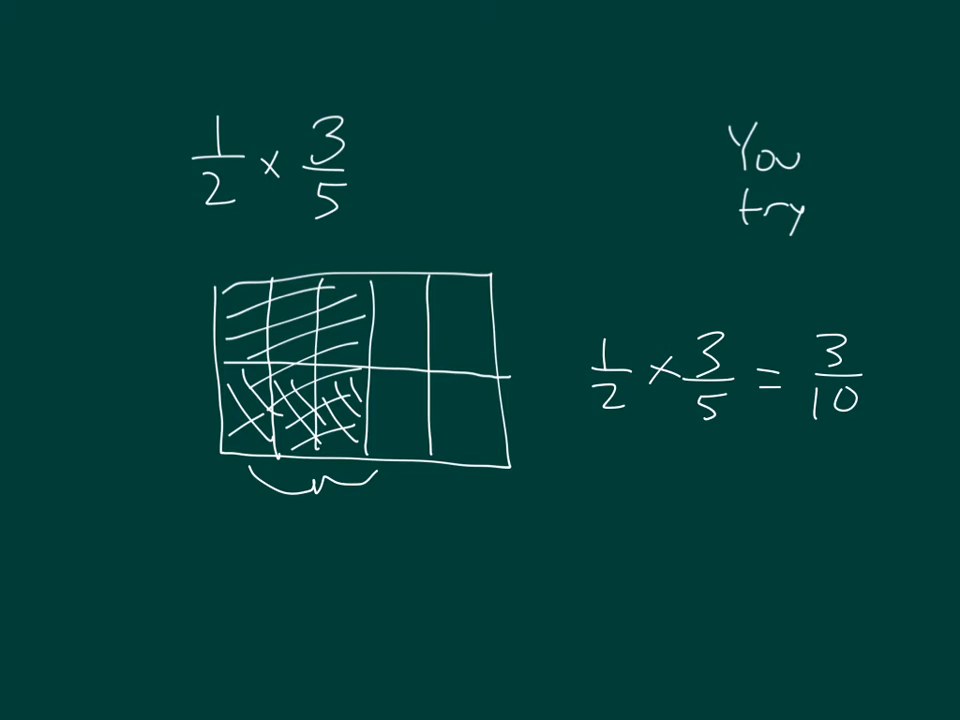 1/2 × 3/5
You
try
1/2 × 3/5 = 3/10